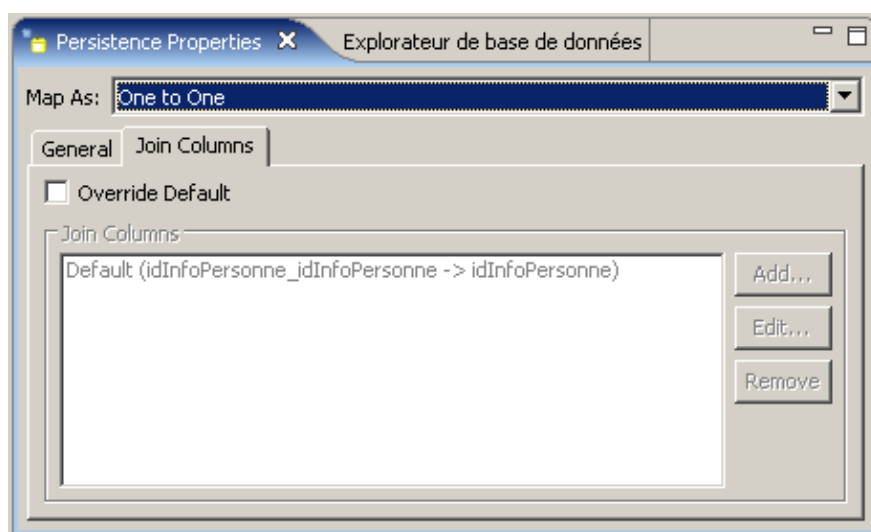 Persistence Properties Explorateur de base de données
Map As: One to One
General Join Columns
Override Default
Join Columns
Default (idInfoPersonne_idInfoPersonne -> idInfoPersonne)
Add...
Edit...
Remove